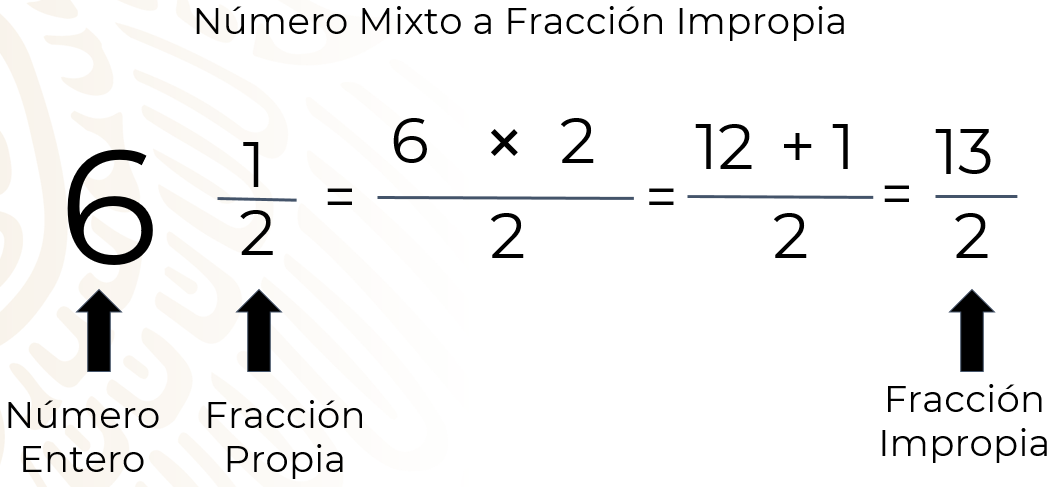 Número Mixto a Fracción Impropia
6 1/2 = 6 × 2/2 = 12 + 1/2 = 13/2
Número Entero
Fracción Propia
Fracción Impropia